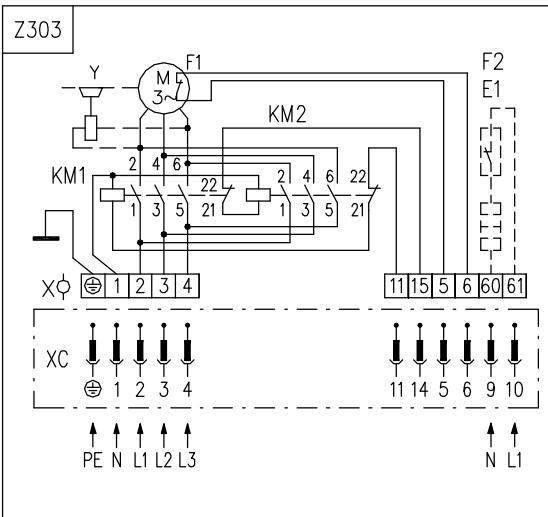 Z303
Y
M
3~
F1
F2
E1
KM2
2 4 6
KM1
22
2 4 6 22
1 3 5
21
1 3 5 21
X
1 2 3 4
11 15 5 6 60 61
XC
1 2 3 4
11 14 5 6 9 10
PE N L1 L2 L3
N L1